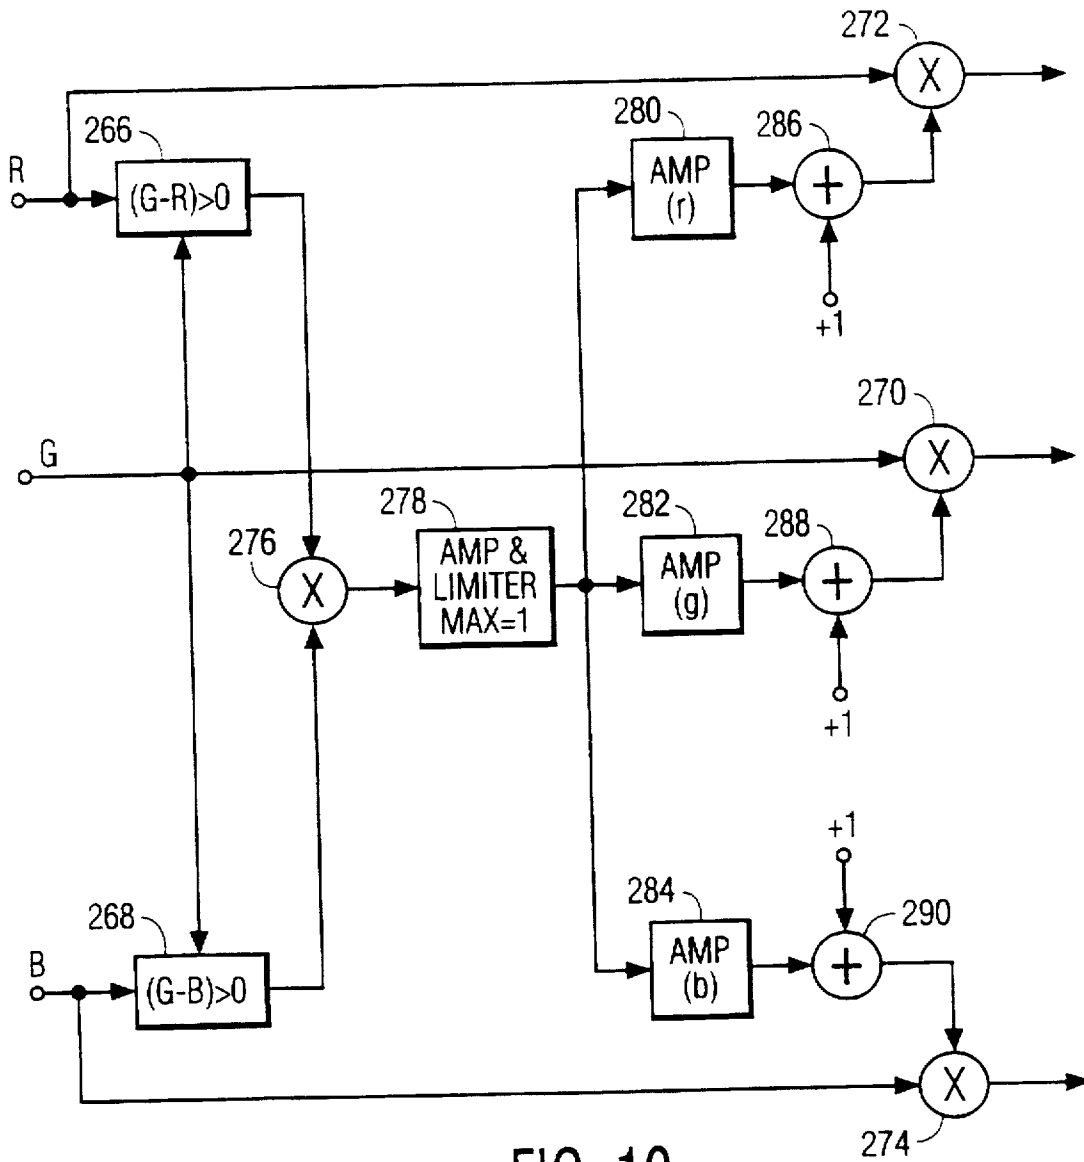 272
X
280
286
266
R
(G-R)>0
AMP
(r)
+
+1
270
G
X
278
282
288
276
AMP &
LIMITER
MAX=1
X
AMP
(g)
+
+1
+1
284
290
268
B
(G-B)>0
AMP
(b)
+
X
274